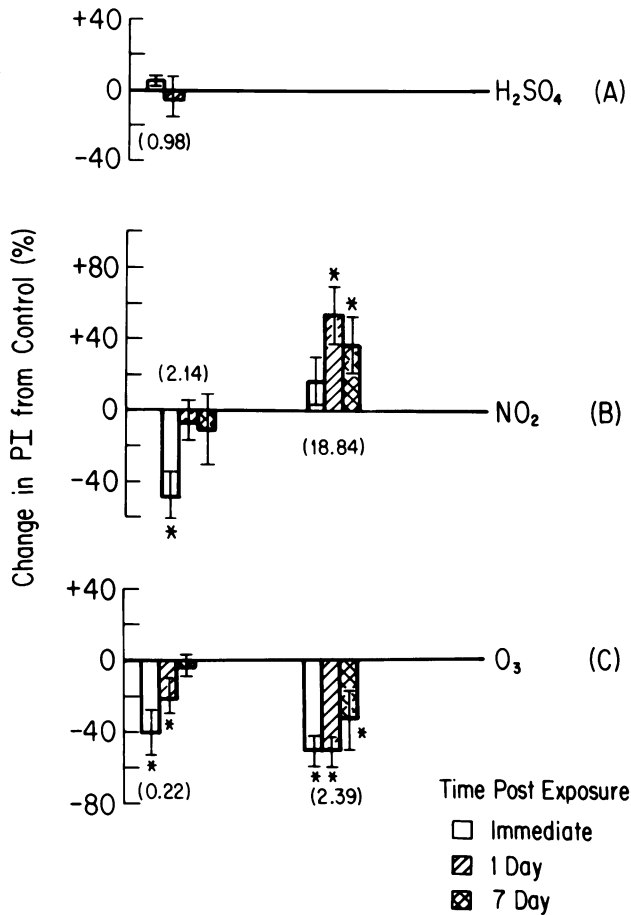 Change in PI from Control (%)
+40
0
-40
(0.98)
H₂SO₄ (A)
+80
+40
0
-40
(2.14)
*
*
*
(18.84)
NO₂ (B)
+40
0
-40
-80
*
*
(0.22)
* *
*
(2.39)
O₃ (C)
Time Post Exposure
Immediate
1 Day
7 Day